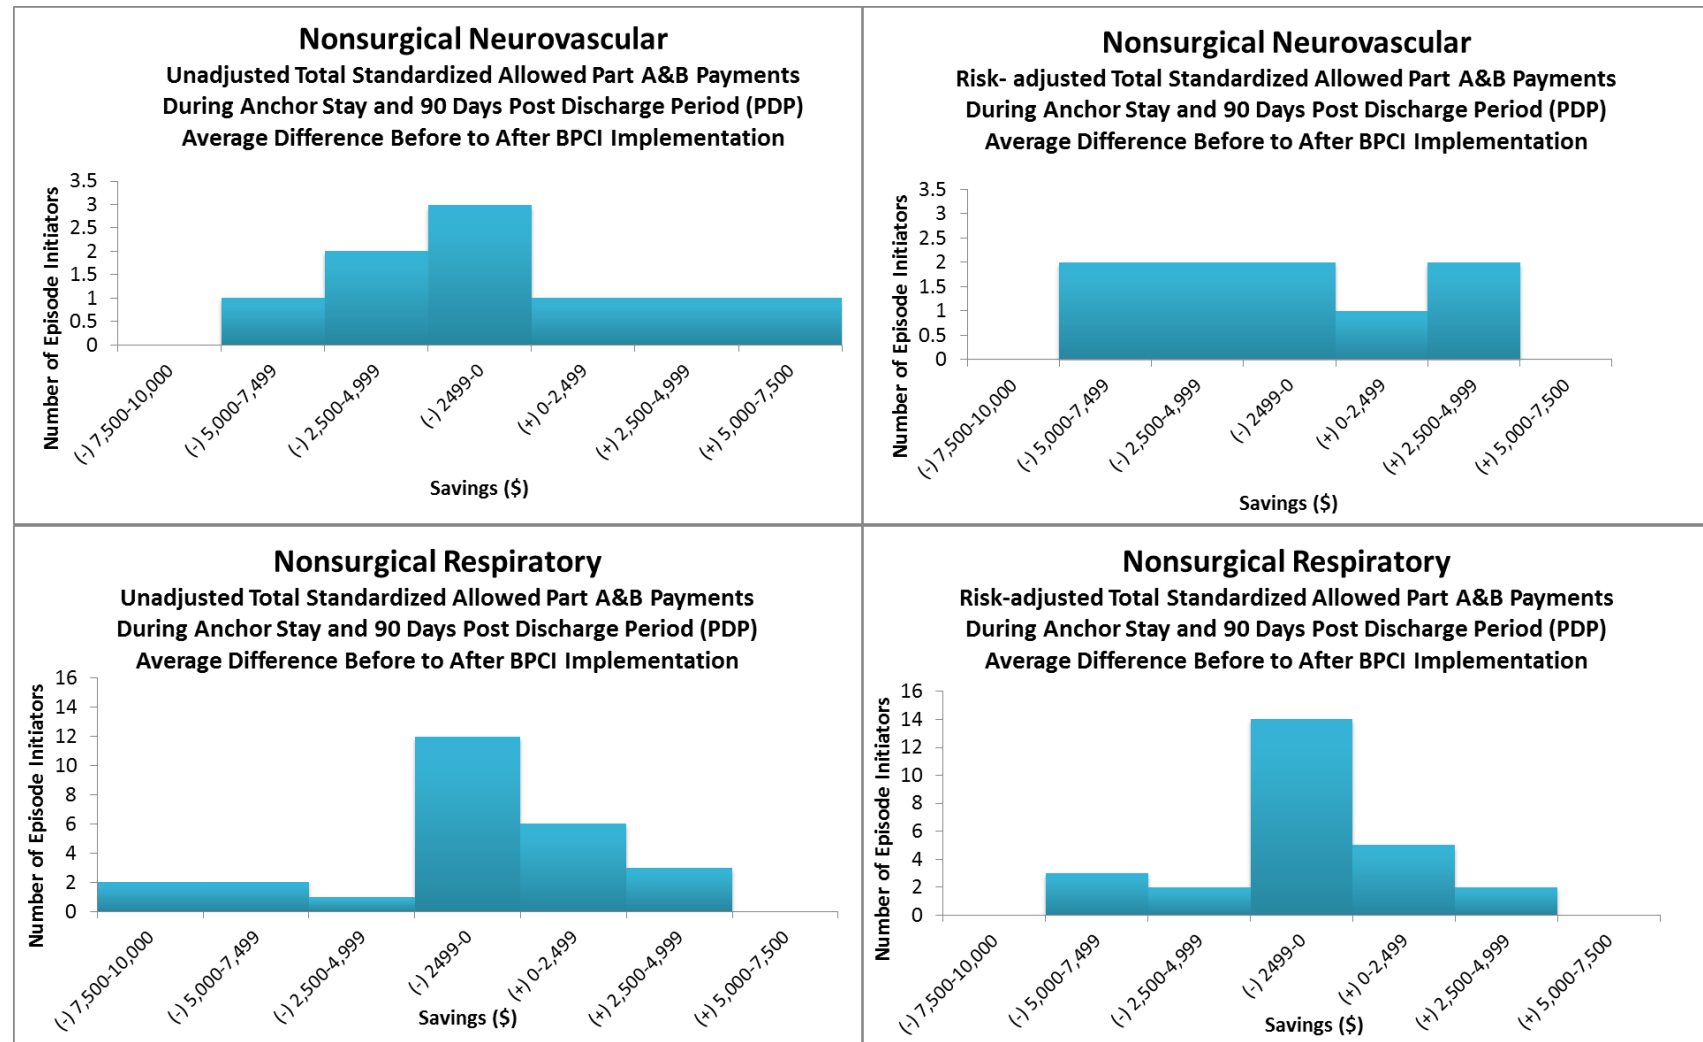 Nonsurgical Neurovascular
Unadjusted Total Standardized Allowed Part A&B Payments
During Anchor Stay and 90 Days Post Discharge Period (PDP)
Average Difference Before to After BPCI Implementation
Number of Episode Initiators
3.5
3
2.5
2
1.5
1
0.5
0
(-) 7,500-10,000
(-) 5,000-7,499
(-) 2,500-4,999
(-) 2499-0
(+) 0-2,499
(+) 2,500-4,999
(+) 5,000-7,500
Savings ($)
Nonsurgical Neurovascular
Risk- adjusted Total Standardized Allowed Part A&B Payments
During Anchor Stay and 90 Days Post Discharge Period (PDP)
Average Difference Before to After BPCI Implementation
Number of Episode Initiators
3.5
3
2.5
2
1.5
1
0.5
0
(-) 7,500-10,000
(-) 5,000-7,499
(-) 2,500-4,999
(-) 2499-0
(+) 0-2,499
(+) 2,500-4,999
(+) 5,000-7,500
Savings ($)
Nonsurgical Respiratory
Unadjusted Total Standardized Allowed Part A&B Payments
During Anchor Stay and 90 Days Post Discharge Period (PDP)
Average Difference Before to After BPCI Implementation
Number of Episode Initiators
16
14
12
10
8
6
4
2
0
(-) 7,500-10,000
(-) 5,000-7,499
(-) 2,500-4,999
(-) 2499-0
(+) 0-2,499
(+) 2,500-4,999
(+) 5,000-7,500
Savings ($)
Nonsurgical Respiratory
Risk-adjusted Total Standardized Allowed Part A&B Payments
During Anchor Stay and 90 Days Post Discharge Period (PDP)
Average Difference Before to After BPCI Implementation
Number of Episode Initiators
16
14
12
10
8
6
4
2
0
(-) 7,500-10,000
(-) 5,000-7,499
(-) 2,500-4,999
(-) 2499-0
(+) 0-2,499
(+) 2,500-4,999
(+) 5,000-7,500
Savings ($)